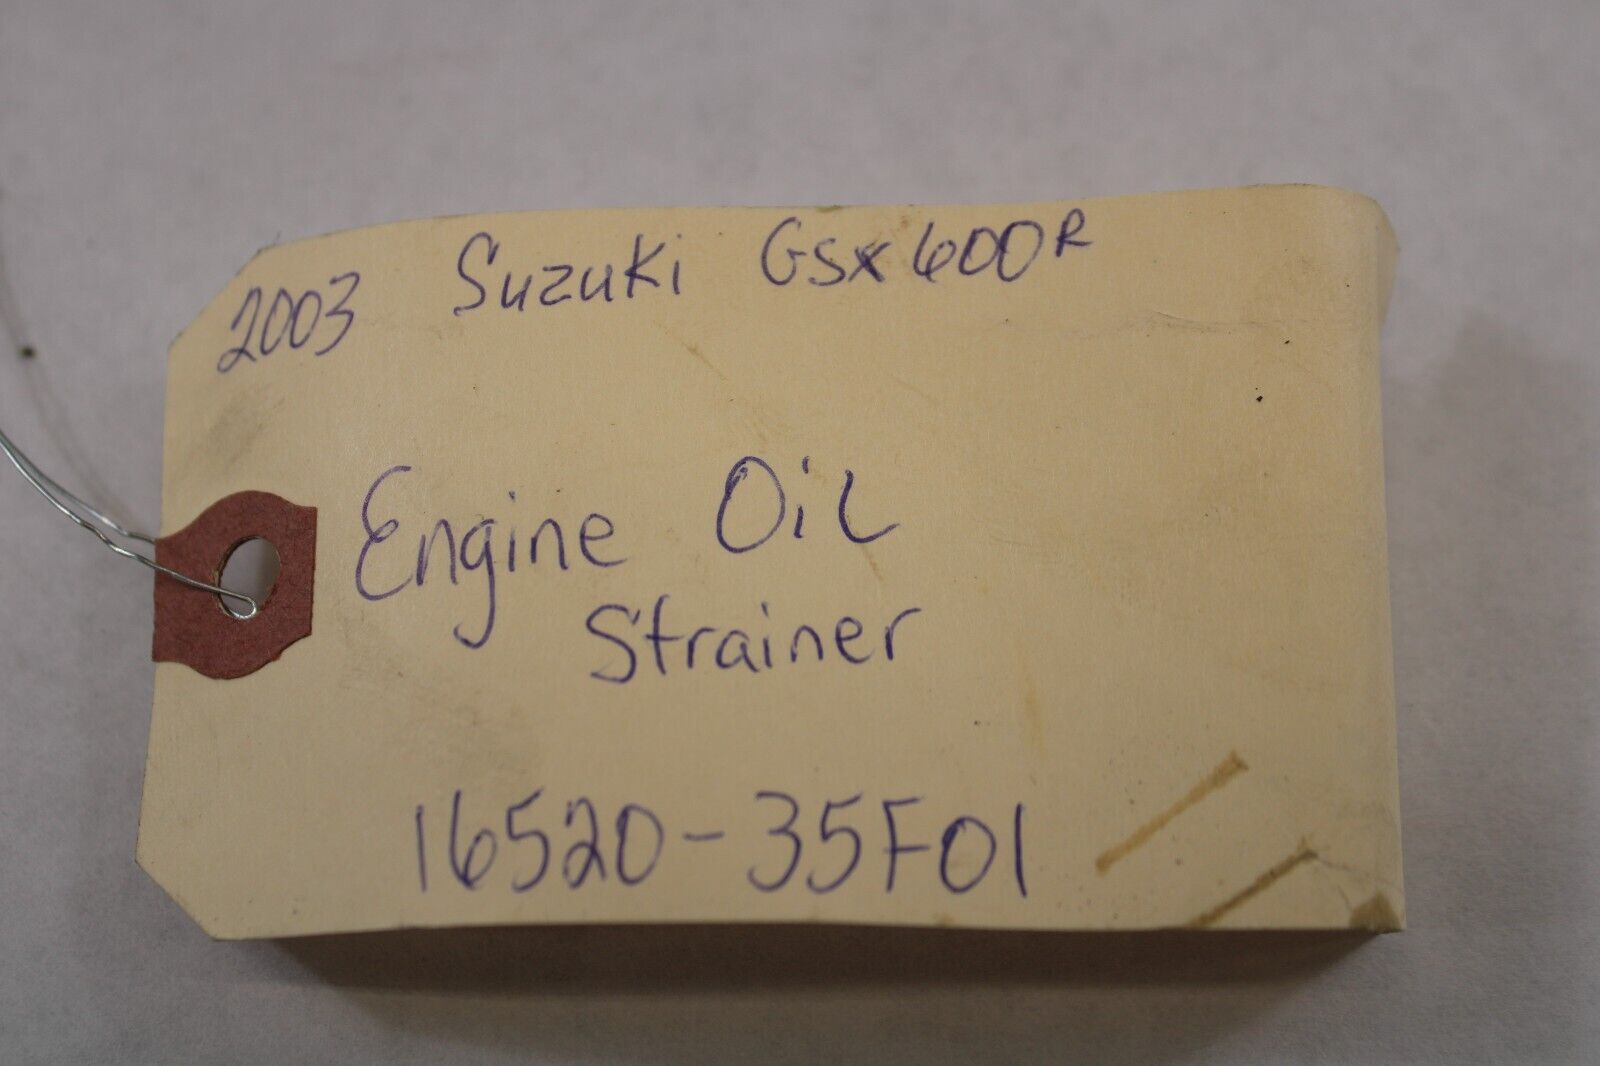 2003 Suzuki Gsx600R
Engine Oil
Strainer
16520-35F01